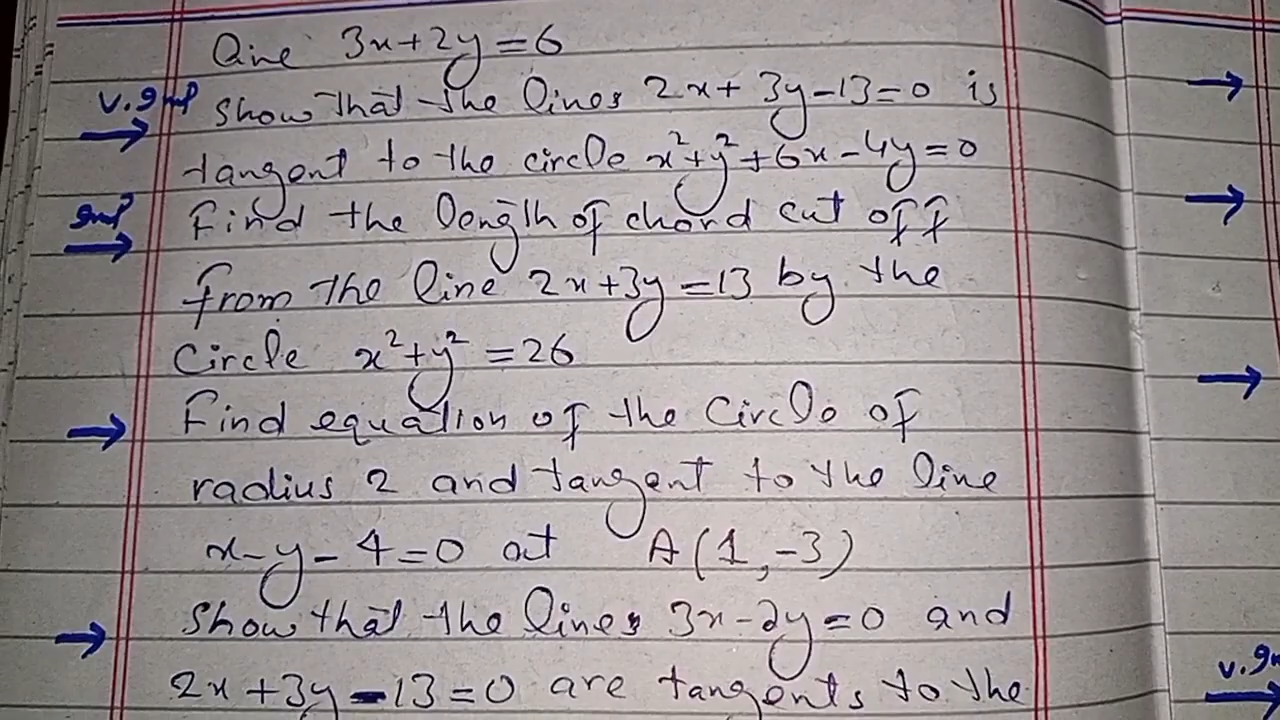 line 3x+2y=6
v.Imp show that the lines 2x+3y-13=0 is
tangent to the circle x²+y²+6x-4y=0
Imp Find the length of chord cut off
from the line 2x+3y=13 by the
circle x²+y²=26
Find equation of the circle of
radius 2 and tangent to the line
x-y-4=0 at A(1,-3)
show that the lines 3x-2y=0 and
2x+3y-13=0 are tangents to the